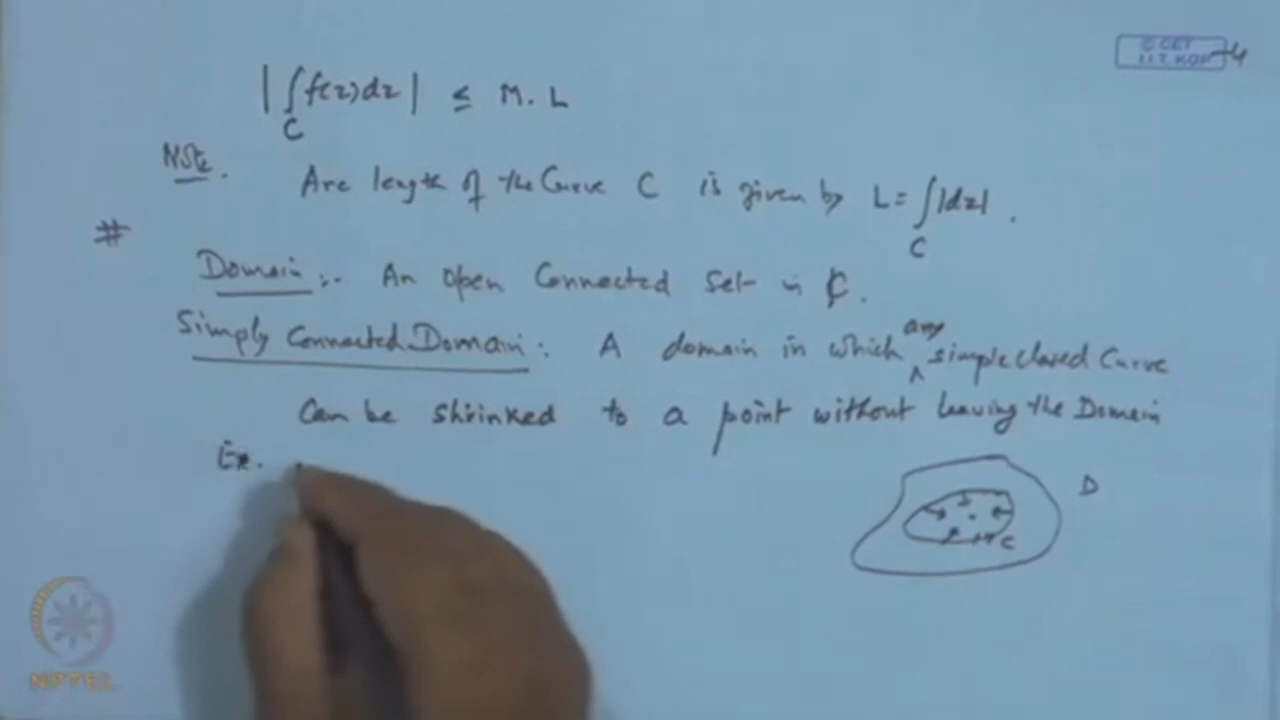 © CET
I.I.T. KGP
-4
|∫f(z)dz| ≤ M. L
C
Note.
Arc length of the Curve C is given by L= ∫|dz| .
C
#
Domain :- An Open Connected Set in ₵.
Simply Connected Domain : A domain in which any simple closed Curve
Can be shrinked to a point without leaving the Domain
Ex.
D
C
NPTEL